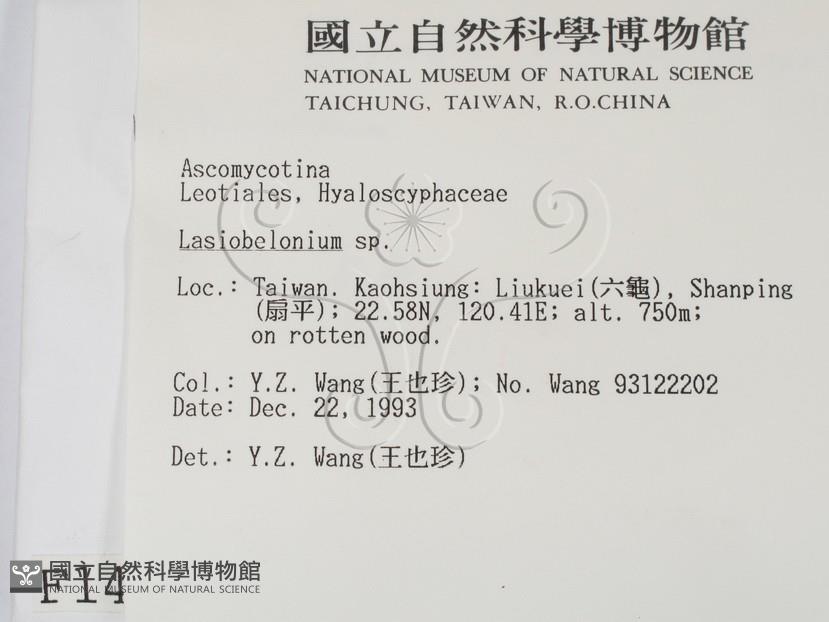 國立自然科學博物館
NATIONAL MUSEUM OF NATURAL SCIENCE
TAICHUNG, TAIWAN, R.O.CHINA
Ascomycotina
Leotiales, Hyaloscyphaceae
Lasiobelonium sp.
Loc.: Taiwan. Kaohsiung: Liukuei(六龜), Shanping
(扇平); 22.58N, 120.41E; alt. 750m;
on rotten wood.
Col.: Y.Z. Wang(王也珍); No. Wang 93122202
Date: Dec. 22, 1993
Det.: Y.Z. Wang(王也珍)
國立自然科學博物館
NATIONAL MUSEUM OF NATURAL SCIENCE
F14